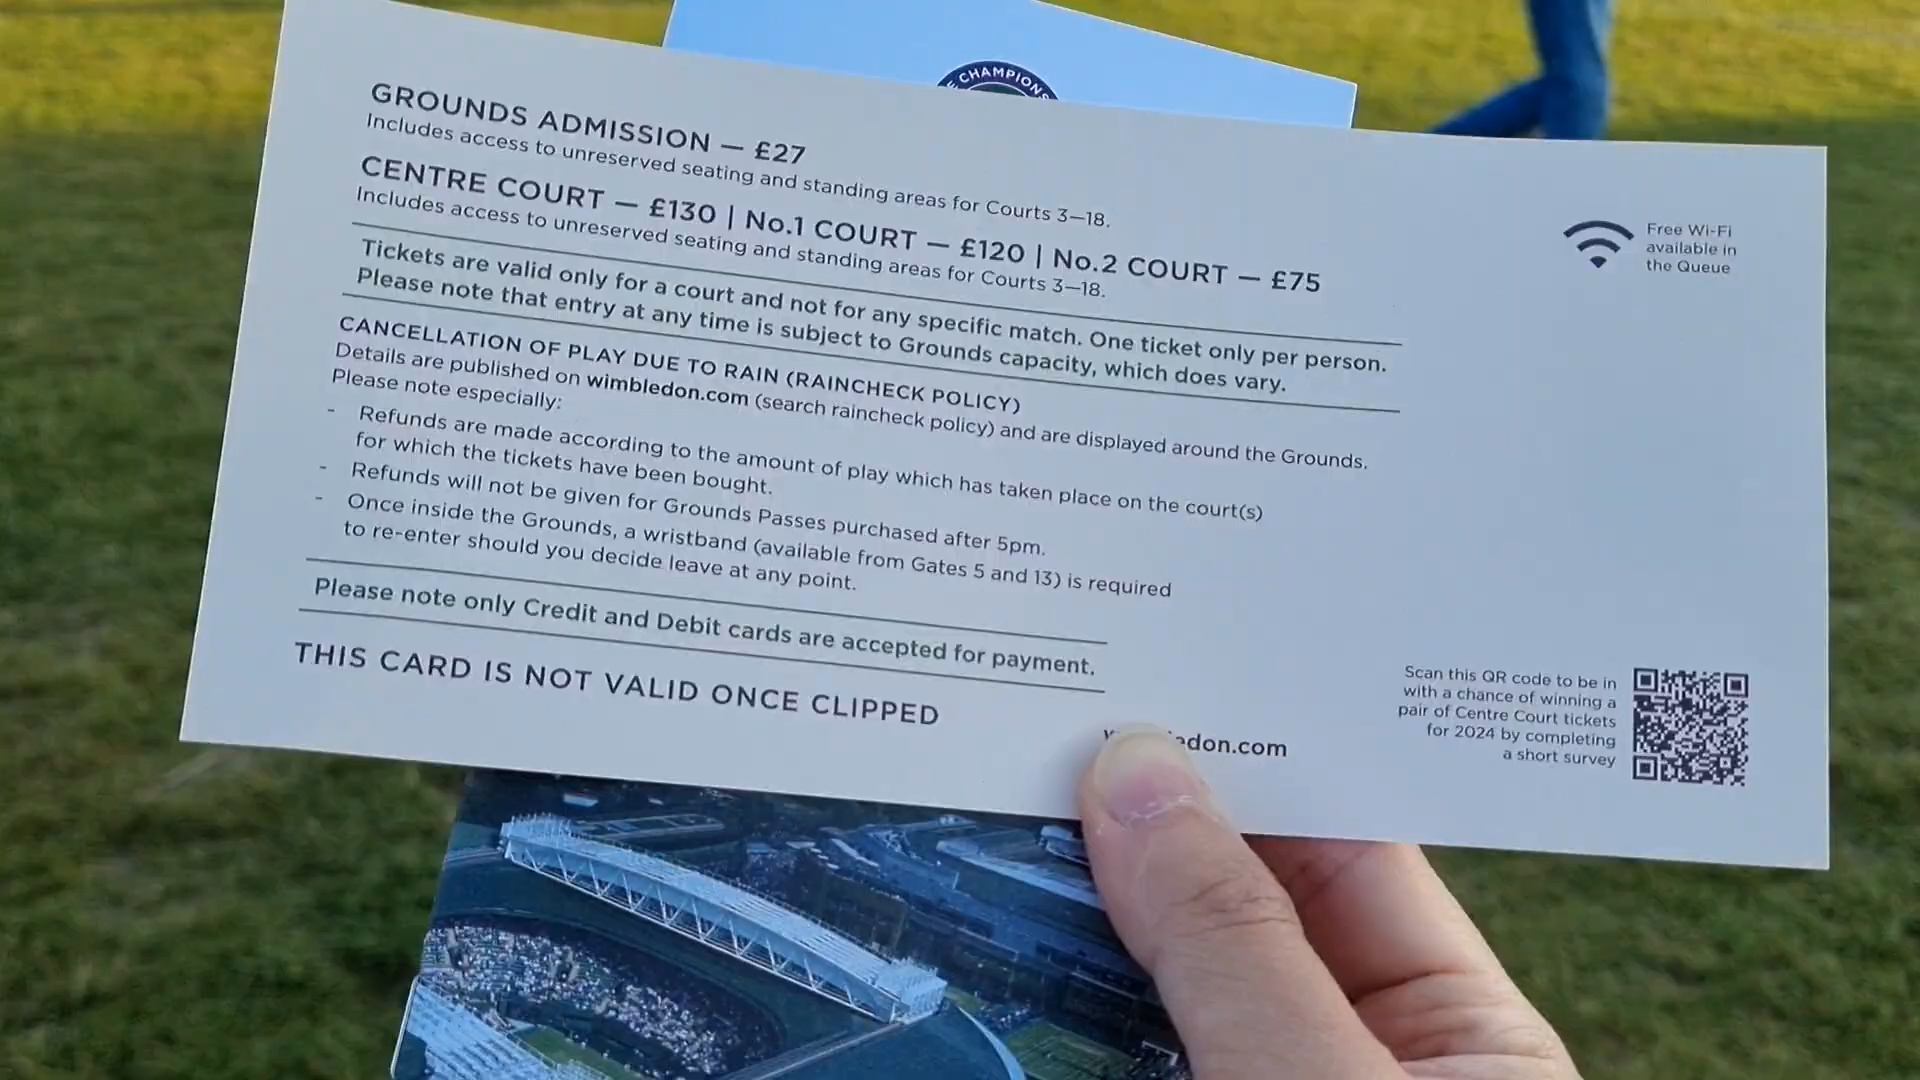 CHAMPIONS
GROUNDS ADMISSION — £27
Includes access to unreserved seating and standing areas for Courts 3—18.
CENTRE COURT — £130 | No.1 COURT — £120 | No.2 COURT — £75
Includes access to unreserved seating and standing areas for Courts 3—18.
Tickets are valid only for a court and not for any specific match. One ticket only per person.
Please note that entry at any time is subject to Grounds capacity, which does vary.
CANCELLATION OF PLAY DUE TO RAIN (RAINCHECK POLICY)
Details are published on wimbledon.com (search raincheck policy) and are displayed around the Grounds.
Please note especially:
- Refunds are made according to the amount of play which has taken place on the court(s)
for which the tickets have been bought.
- Refunds will not be given for Grounds Passes purchased after 5pm.
- Once inside the Grounds, a wristband (available from Gates 5 and 13) is required
to re-enter should you decide leave at any point.
Please note only Credit and Debit cards are accepted for payment.
THIS CARD IS NOT VALID ONCE CLIPPED
Free Wi-Fi
available in
the Queue
Scan this QR code to be in
with a chance of winning a
pair of Centre Court tickets
for 2024 by completing
a short survey